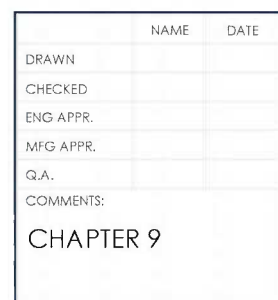 NAME DATE
DRAWN
CHECKED
ENG APPR.
MFG APPR.
Q.A.
COMMENTS:
CHAPTER 9